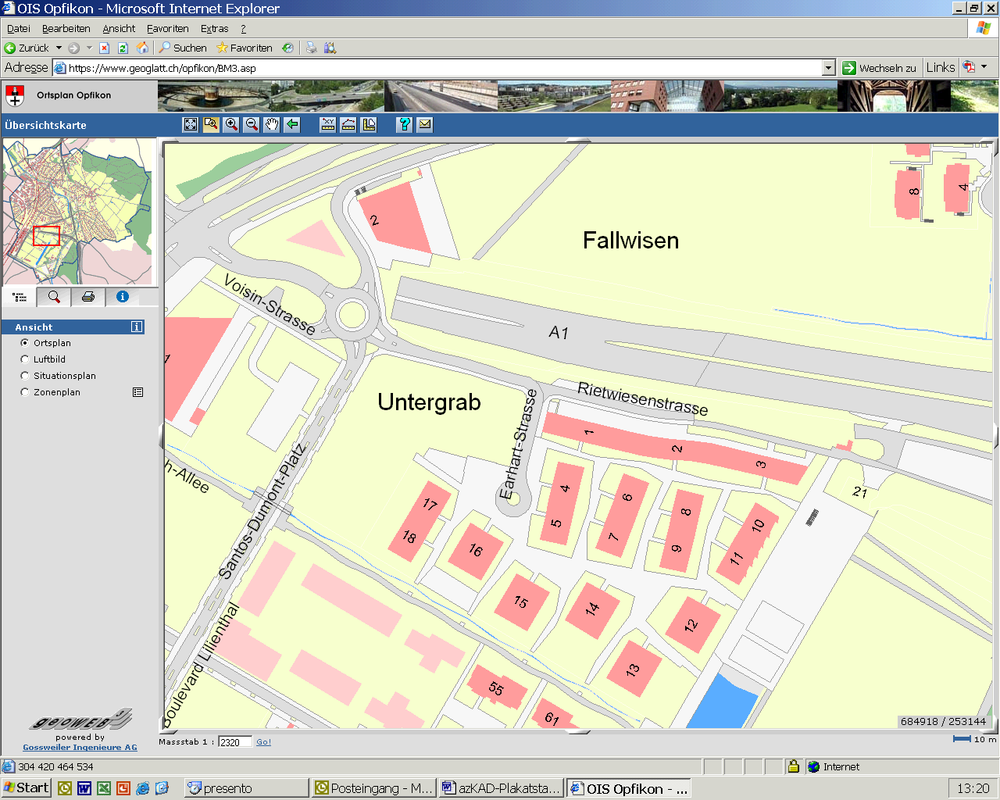 OIS Opfikon - Microsoft Internet Explorer
Datei Bearbeiten Ansicht Favoriten Extras ?
Zurück Suchen Favoriten
Adresse https://www.geoglatt.ch/opfikon/BM3.asp Wechseln zu Links
Ortsplan Opfikon
Übersichtskarte
Ansicht
Ortsplan
Luftbild
Situationsplan
Zonenplan
geoWEB
powered by
Gossweiler Ingenieure AG
8
4
2
Fallwisen
Voisin-Strasse
A1
1
Untergrab
Rietwiesenstrasse
Earhart-Strasse
1
2
3
h-Allee
Santos-Dumont-Platz
4
5
6
7
8
9
10
11
21
17
18
16
15
14
12
13
Boulevard Lilienthal
55
61
684918 / 253144
Massstab 1 : 2320 Go!
10 m
304 420 464 534
Internet
Start presento Posteingang - M... azKAD-Plakatsta... OIS Opfikon - ... 13:20